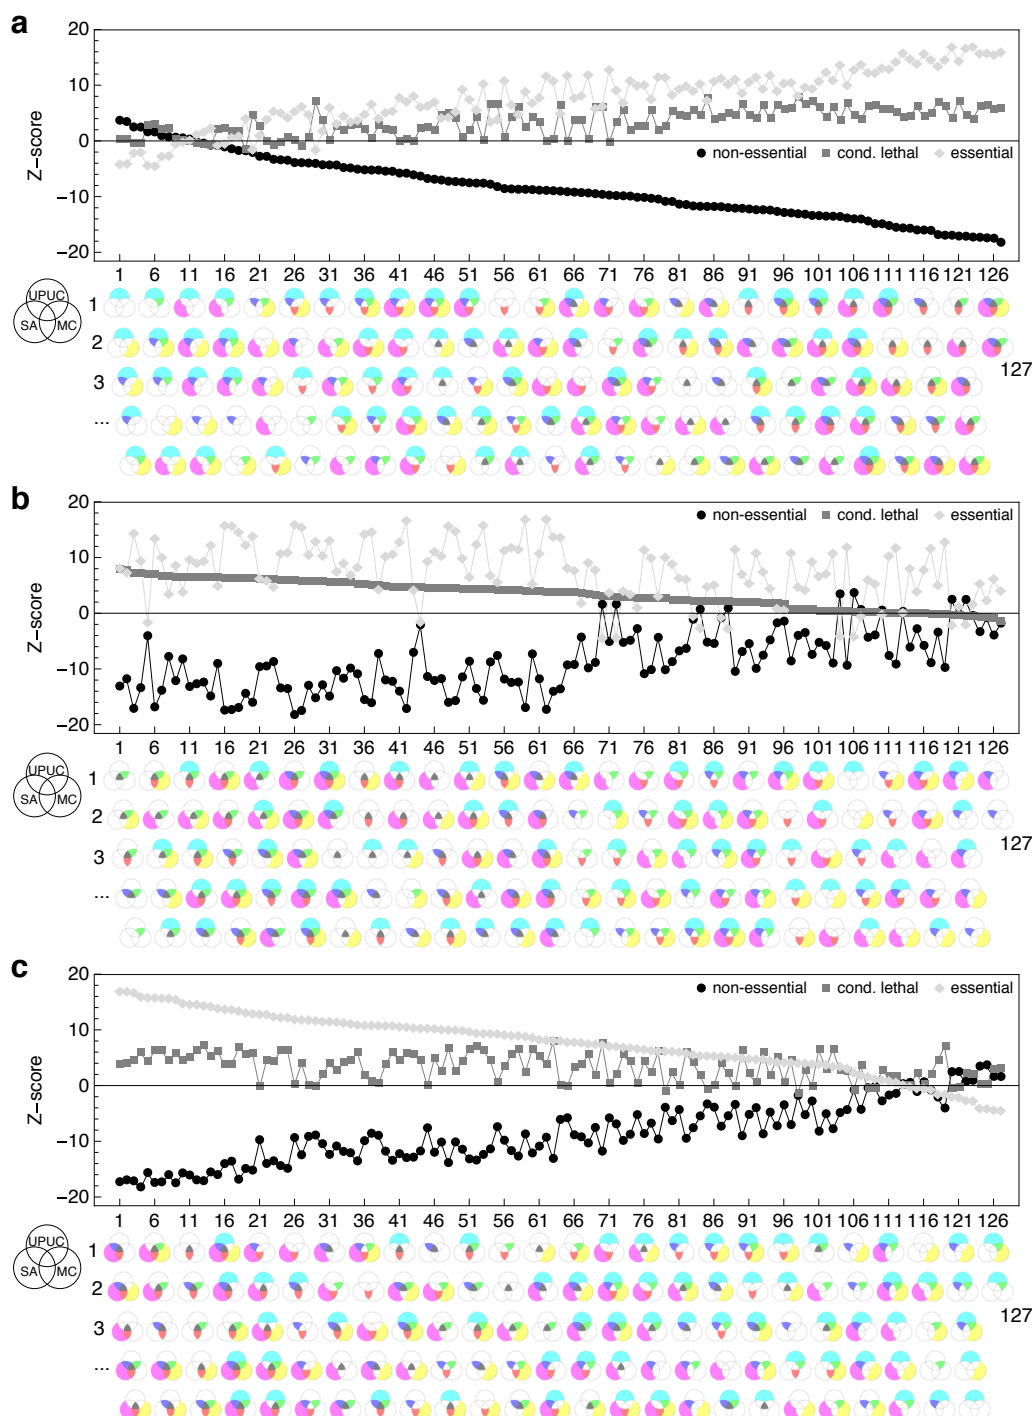 a
20
10
0
−10
−20
Z−score
non-essential cond. lethal essential
1 6 11 16 21 26 31 36 41 46 51 56 61 66 71 76 81 86 91 96 101 106 111 116 121 126
UPUC
SA MC
1
2
3
...
127
b
20
10
0
−10
−20
Z−score
non-essential cond. lethal essential
1 6 11 16 21 26 31 36 41 46 51 56 61 66 71 76 81 86 91 96 101 106 111 116 121 126
UPUC
SA MC
1
2
3
...
127
c
20
10
0
−10
−20
Z−score
non-essential cond. lethal essential
1 6 11 16 21 26 31 36 41 46 51 56 61 66 71 76 81 86 91 96 101 106 111 116 121 126
UPUC
SA MC
1
2
3
...
127